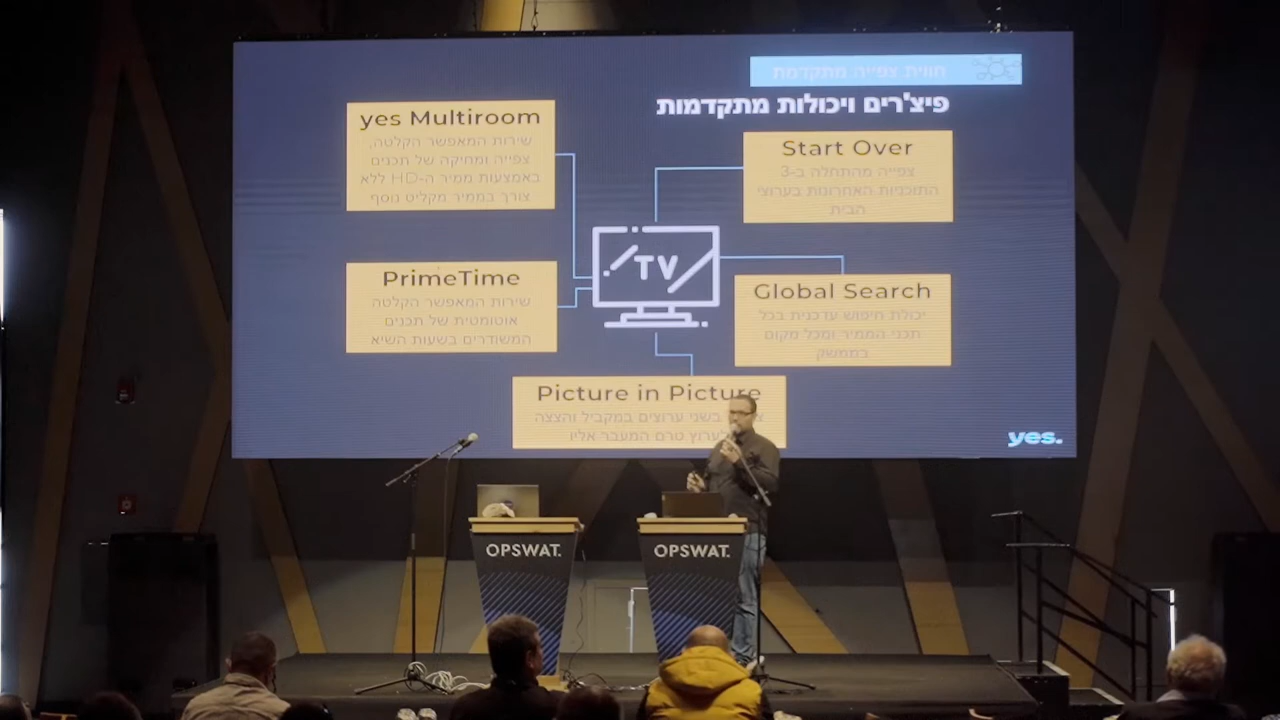 חווית צפייה מתקדמת
פיצ'רים ויכולות מתקדמות
Start Over
צפייה מהתחלה ב-3
התוכניות האחרונות בערוצי
הבית
yes Multiroom
שירות המאפשר הקלטה,
צפייה ומחיקה של תכנים
באמצעות ממיר ה-HD ללא
צורך בממיר מקליט נוסף
TV
Global Search
יכולת חיפוש עדכנית בכל
תכני הממיר ומכל מקום
בממשק
PrimeTime
שירות המאפשר הקלטה
אוטומטית של תכנים
המשודרים בשעות השיא
Picture in Picture
בשני ערוצים במקביל והצצה
לערוץ טרם המעבר אליו
yes.
OPSWAT.
OPSWAT.